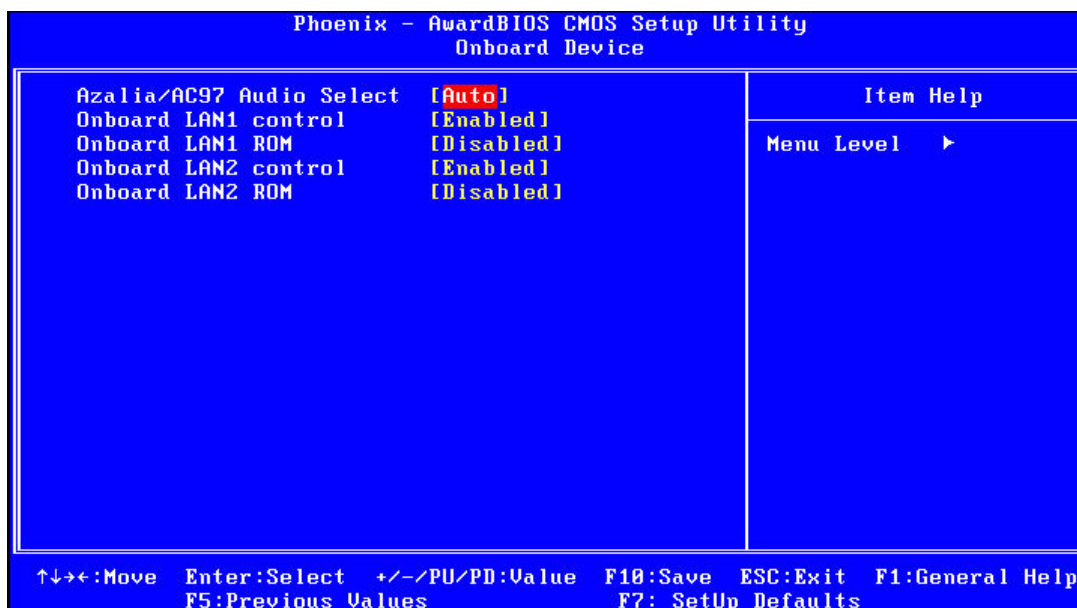 Phoenix - AwardBIOS CMOS Setup Utility
Onboard Device
Azalia/AC97 Audio Select [Auto]
Onboard LAN1 control [Enabled]
Onboard LAN1 ROM [Disabled]
Onboard LAN2 control [Enabled]
Onboard LAN2 ROM [Disabled]
Item Help
Menu Level ►
↑↓→←:Move Enter:Select +/-/PU/PD:Value F10:Save ESC:Exit F1:General Help
F5:Previous Values F7: SetUp Defaults